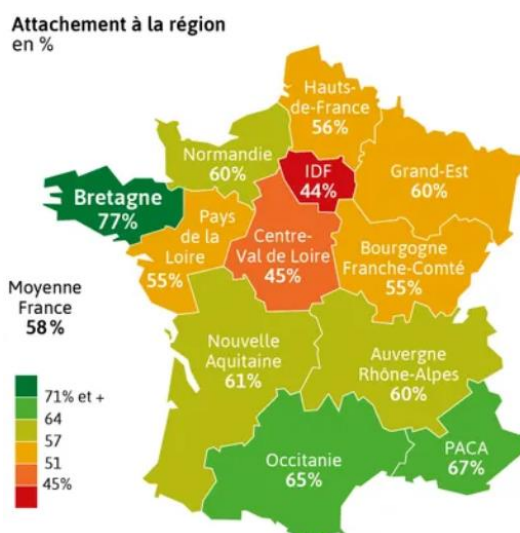 Attachement à la région
en %
Hauts-
de-France
56%
Normandie
60%
IDF
44%
Grand-Est
60%
Bretagne
77%
Pays
de la
Loire
55%
Centre-
Val de Loire
45%
Bourgogne
Franche-Comté
55%
Moyenne
France
58%
Nouvelle
Aquitaine
61%
Auvergne
Rhône-Alpes
60%
71% et +
64
57
51
45%
Occitanie
65%
PACA
67%